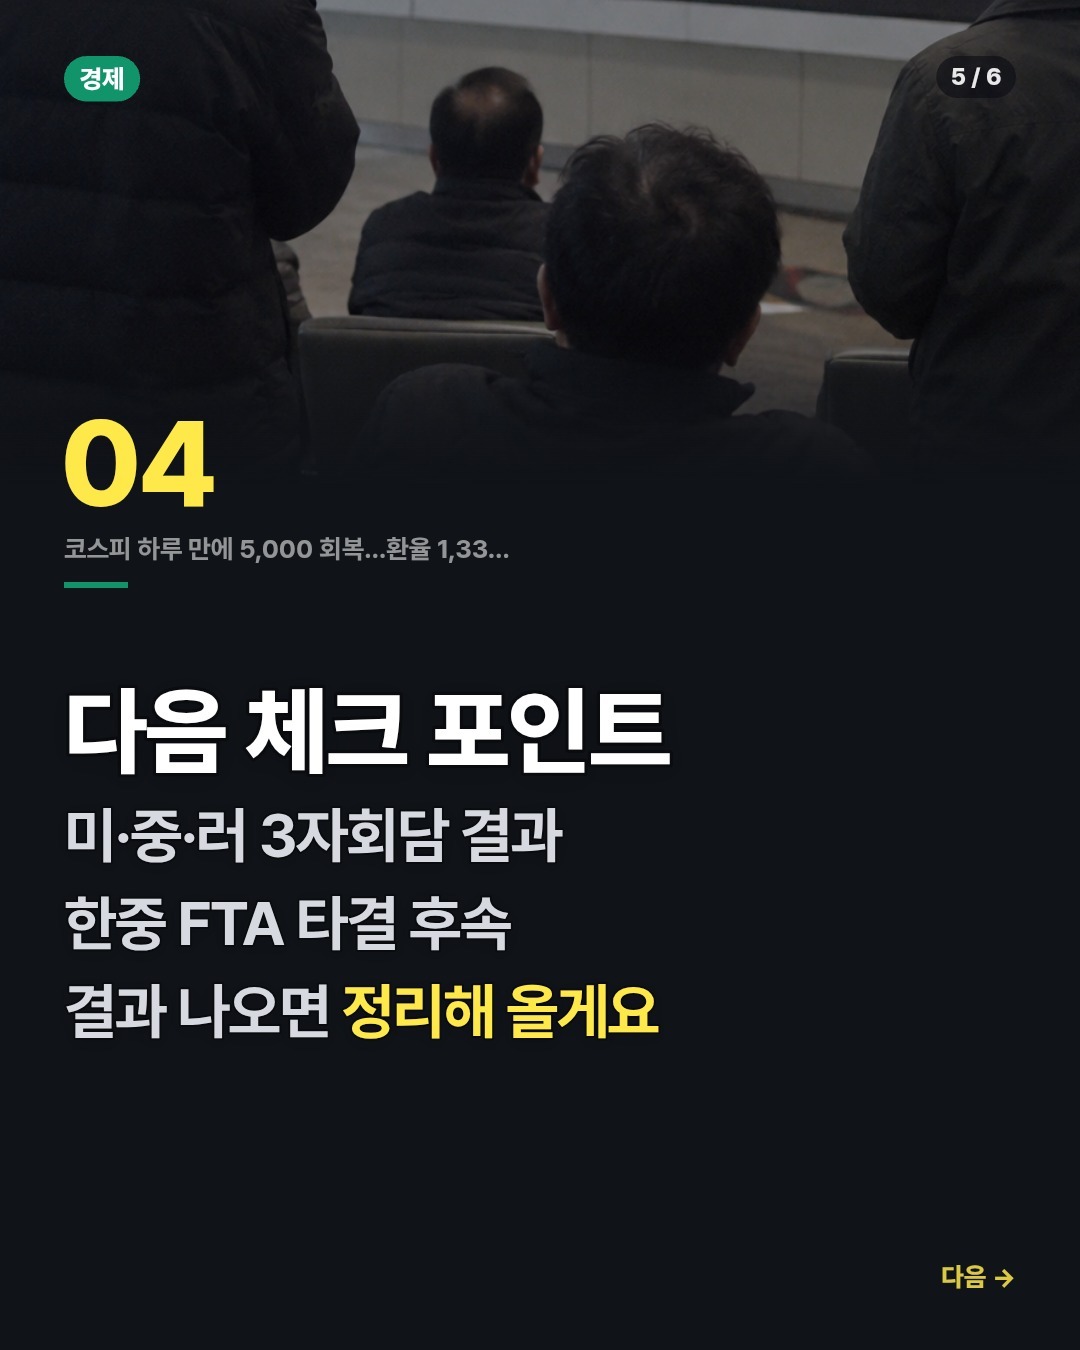 경제
5 / 6
04
코스피 하루 만에 5,000 회복...환율 1,33...
다음 체크 포인트
미·중·러 3자회담 결과
한중 FTA 타결 후속
결과 나오면 정리해 올게요
다음 →